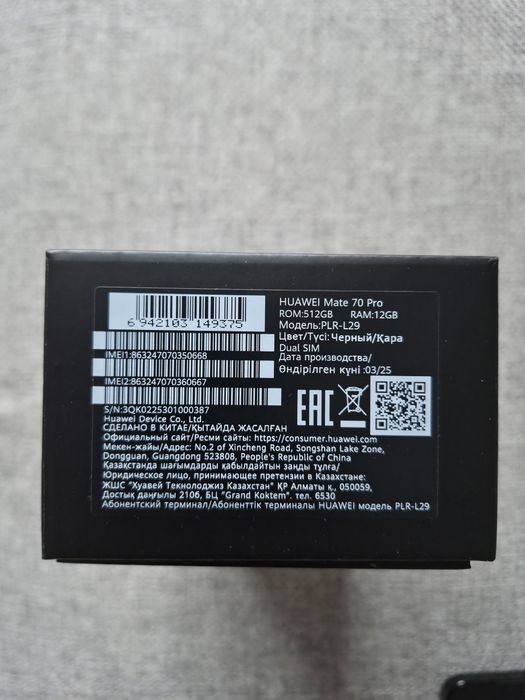 6 942103 149375
HUAWEI Mate 70 Pro
ROM:512GB RAM:12GB
Модель:PLR-L29
Цвет/Түсі: Черный/Қара
Dual SIM
Дата производства/
Өндірілген күні :03/25
IMEI1:863247070350668
IMEI2:863247070360667
S/N:3QK0225301000387
EAC
Huawei Device Co., Ltd.
СДЕЛАНО В КИТАЕ/ҚЫТАЙДА ЖАСАЛҒАН
Официальный сайт/Ресми сайты: https://consumer.huawei.com
Мекен-жайы/Адрес: No.2 of Xincheng Road, Songshan Lake Zone,
Dongguan, Guangdong 523808, People's Republic of China
Қазақстанда шағымдарды қабылдайтын заңды тұлға/
Юридическое лицо, принимающее претензии в Казахстане:
ЖШС "Хуавей Текнолоджиз Казахстан" ҚР Алматы к., 050059,
Достық даңғылы 210б, БЦ "Grand Koktem". тел. 6530
Абонентский терминал/Абоненттік терминалы HUAWEI модель PLR-L29